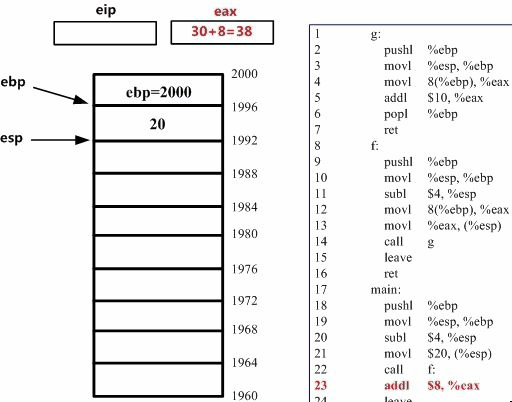 eip
eax
30+8=38
ebp
esp
ebp=2000
20
2000
1996
1992
1988
1984
1980
1976
1972
1968
1964
1960
1 g:
2 pushl %ebp
3 movl %esp, %ebp
4 movl 8(%ebp), %eax
5 addl $10, %eax
6 popl %ebp
7 ret
8 f:
9 pushl %ebp
10 movl %esp, %ebp
11 subl $4, %esp
12 movl 8(%ebp), %eax
13 movl %eax, (%esp)
14 call g
15 leave
16 ret
17 main:
18 pushl %ebp
19 movl %esp, %ebp
20 subl $4, %esp
21 movl $20, (%esp)
22 call f:
23 addl $8, %eax
24 leave